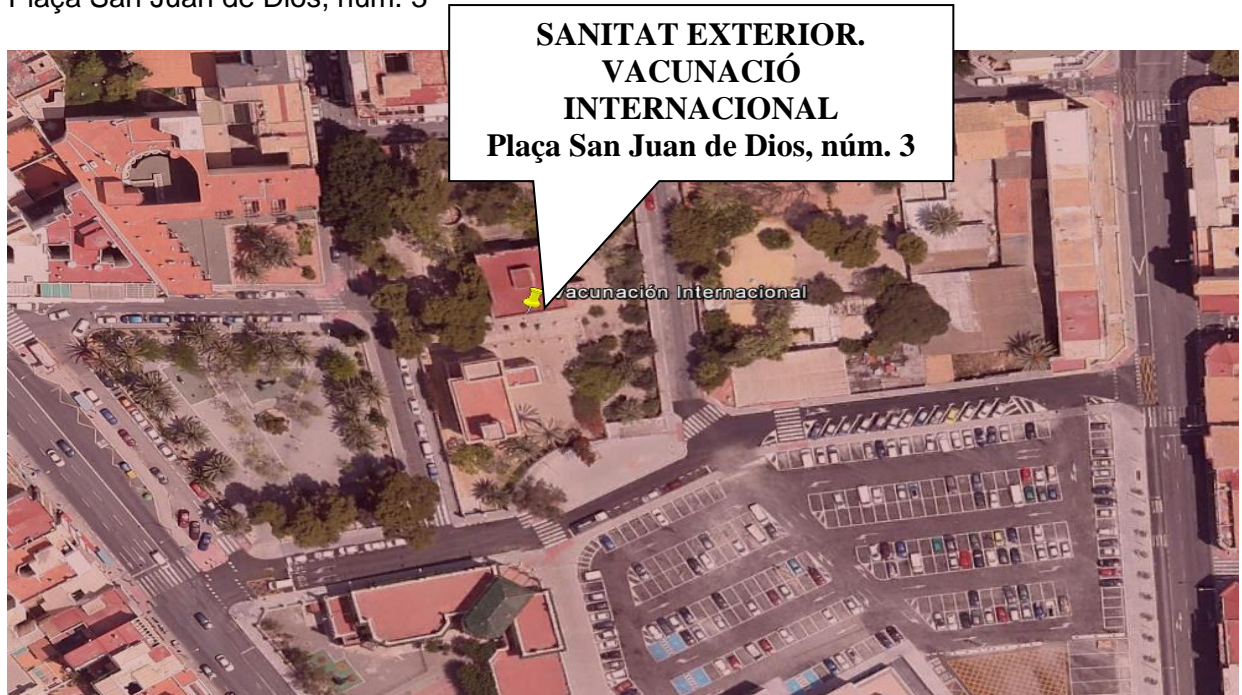 Plaça San Juan de Dios, núm. 3
SANITAT EXTERIOR.
VACUNACIÓ
INTERNACIONAL
Plaça San Juan de Dios, núm. 3
Vacunación Internacional